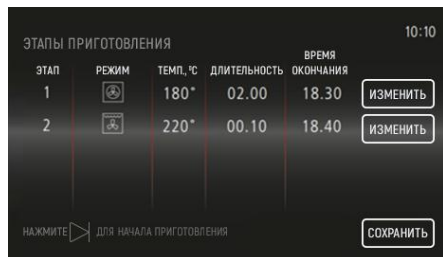 10:10
ЭТАПЫ ПРИГОТОВЛЕНИЯ
ЭТАП РЕЖИМ ТЕМП., °C ДЛИТЕЛЬНОСТЬ ВРЕМЯ ОКОНЧАНИЯ
1 180° 02.00 18.30 ИЗМЕНИТЬ
2 220° 00.10 18.40 ИЗМЕНИТЬ
НАЖМИТЕ ДЛЯ НАЧАЛА ПРИГОТОВЛЕНИЯ СОХРАНИТЬ